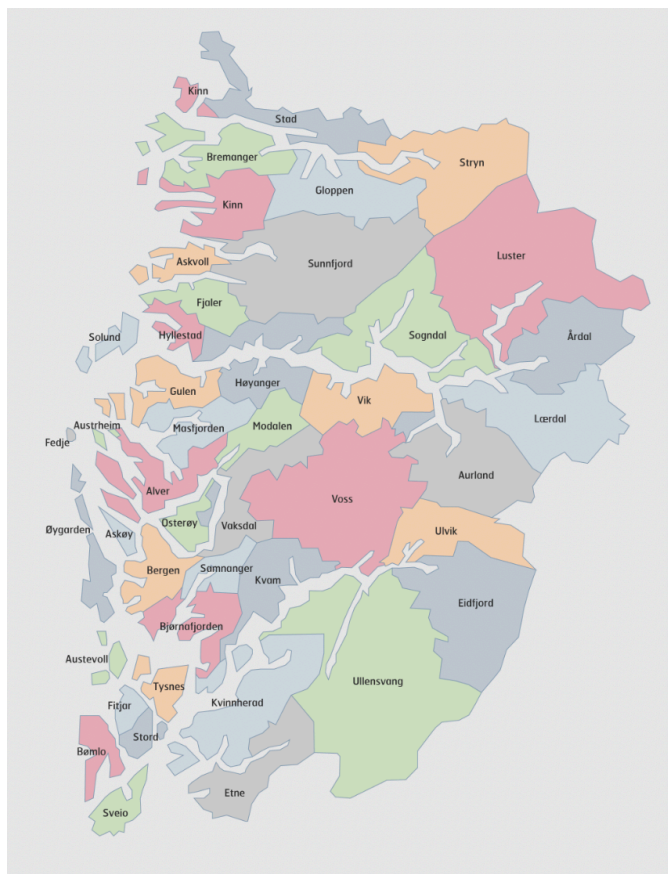 Kinn
Stad
Bremanger
Stryn
Gloppen
Kinn
Luster
Askvoll
Sunnfjord
Fjaler
Solund
Hyllestad
Sogndal
Årdal
Høyanger
Gulen
Vik
Lærdal
Austrheim
Masfjorden
Modalen
Fedje
Aurland
Alver
Voss
Osterøy
Øygarden
Askøy
Vaksdal
Ulvik
Bergen
Samnanger
Kvam
Eidfjord
Bjørnafjorden
Austevoll
Ullensvang
Tysnes
Fitjar
Kvinnherad
Stord
Bømlo
Etne
Sveio